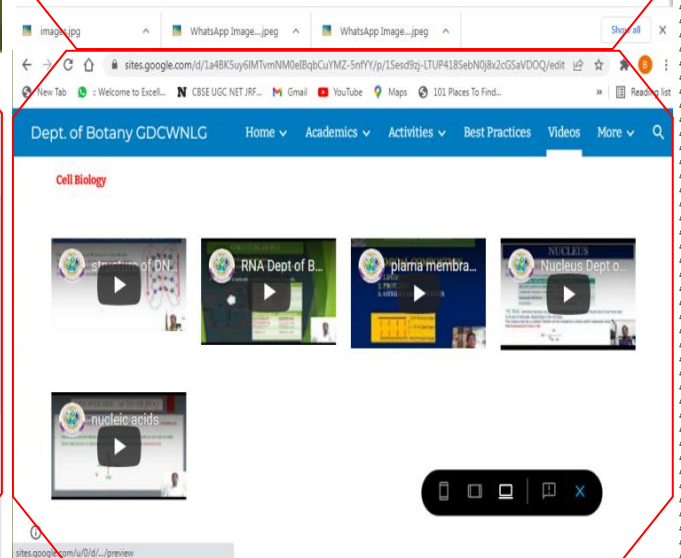 images.jpg
WhatsApp Image....jpeg
WhatsApp Image....jpeg
Show all
sites.google.com/d/1a4BK5uy6IMTvmNM0eIBqbCuYMZ-5nfYY/p/1Sesd9zj-LTUP418SebN0j8x2cGSaVDOQ/edit
B
New Tab
:: Welcome to Excell...
N CBSE UGC NET JRF...
Gmail
YouTube
Maps
101 Places To Find...
»
Reading list
Dept. of Botany GDCWNLG
Home
Academics
Activities
Best Practices
Videos
More
Cell Biology
structure of DN...
RNA Dept of B...
plama membra...
NUCLEUS
Nucleus Dept o...
nucleic acids
sites.google.com/u/0/d/.../preview